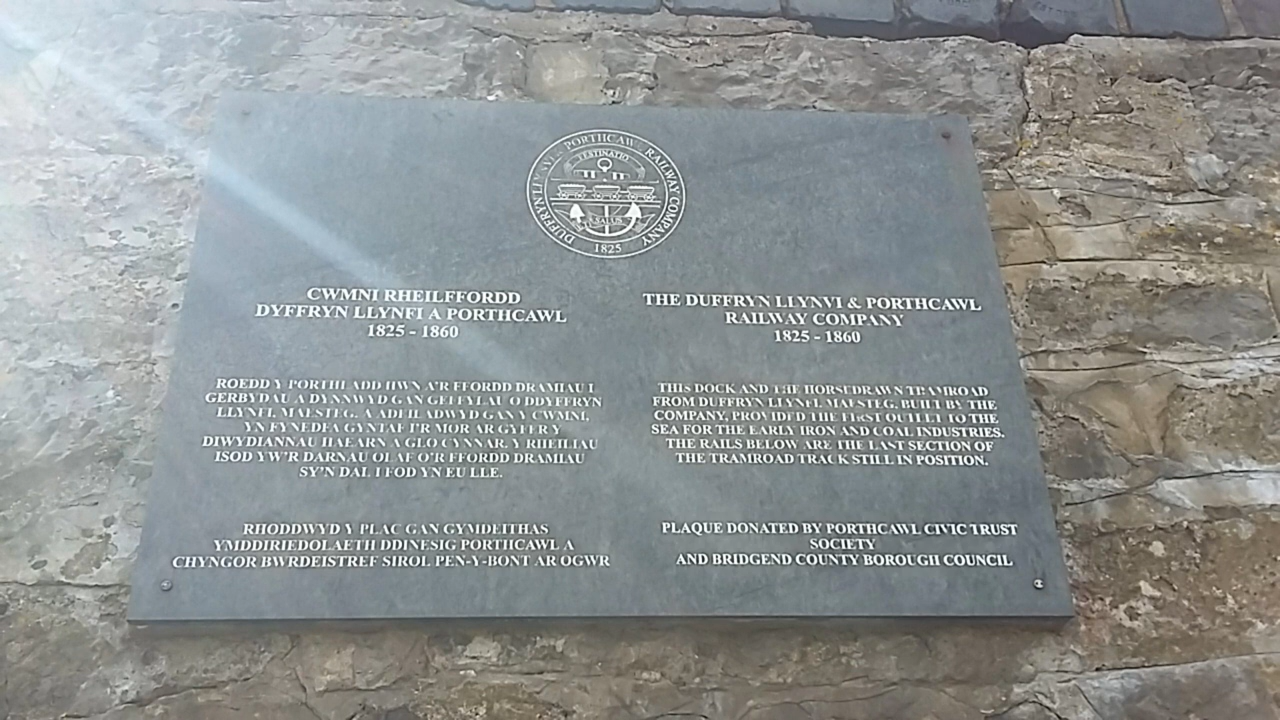 DUFFRYN LLYNVI - PORTHCAWL RAILWAY COMPANY
FESTINATIO
SALUS
1825
CWMNI RHEILFFORDD
DYFFRYN LLYNFI A PORTHCAWL
1825 - 1860
ROEDD Y PORTHLADD HWN A'R FFORDD DRAMIAU I
GERBYDAU A DYNNWYD GAN GEFFYLAU O DDYFFRYN
LLYNFI, MAESTEG, A ADEILADWYD GAN Y CWMNI,
YN FYNEDFA GYNTAF I'R MOR AR GYFER Y
DIWYDIANNAU HAEARN A GLO CYNNAR. Y RHEILIAU
ISOD YW'R DARNAU OLAF O'R FFORDD DRAMIAU
SY'N DAL I FOD YN EU LLE.
RHODDWYD Y PLAC GAN GYMDEITHAS
YMDDIRIEDOLAETH DDINESIG PORTHCAWL A
CHYNGOR BWRDEISTREF SIROL PEN-Y-BONT AR OGWR
THE DUFFRYN LLYNVI & PORTHCAWL
RAILWAY COMPANY
1825 - 1860
THIS DOCK AND THE HORSEDRAWN TRAMROAD
FROM DUFFRYN LLYNFI, MAESTEG, BUILT BY THE
COMPANY, PROVIDED THE FIRST OUTLET TO THE
SEA FOR THE EARLY IRON AND COAL INDUSTRIES.
THE RAILS BELOW ARE THE LAST SECTION OF
THE TRAMROAD TRACK STILL IN POSITION.
PLAQUE DONATED BY PORTHCAWL CIVIC TRUST
SOCIETY
AND BRIDGEND COUNTY BOROUGH COUNCIL